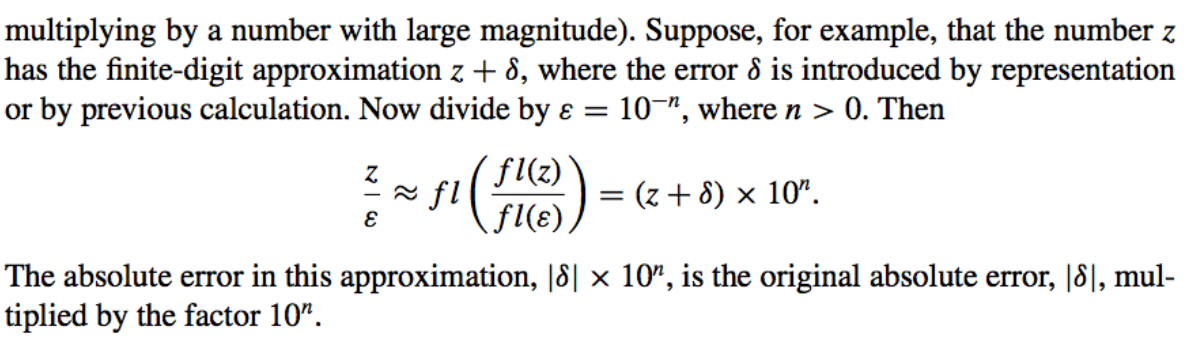 multiplying by a number with large magnitude). Suppose, for example, that the number z
has the finite-digit approximation z + δ, where the error δ is introduced by representation
or by previous calculation. Now divide by ε = 10⁻ⁿ, where n > 0. Then
z/ε ≈ fl(fl(z)/fl(ε)) = (z + δ) × 10ⁿ.
The absolute error in this approximation, |δ| × 10ⁿ, is the original absolute error, |δ|, mul-
tiplied by the factor 10ⁿ.